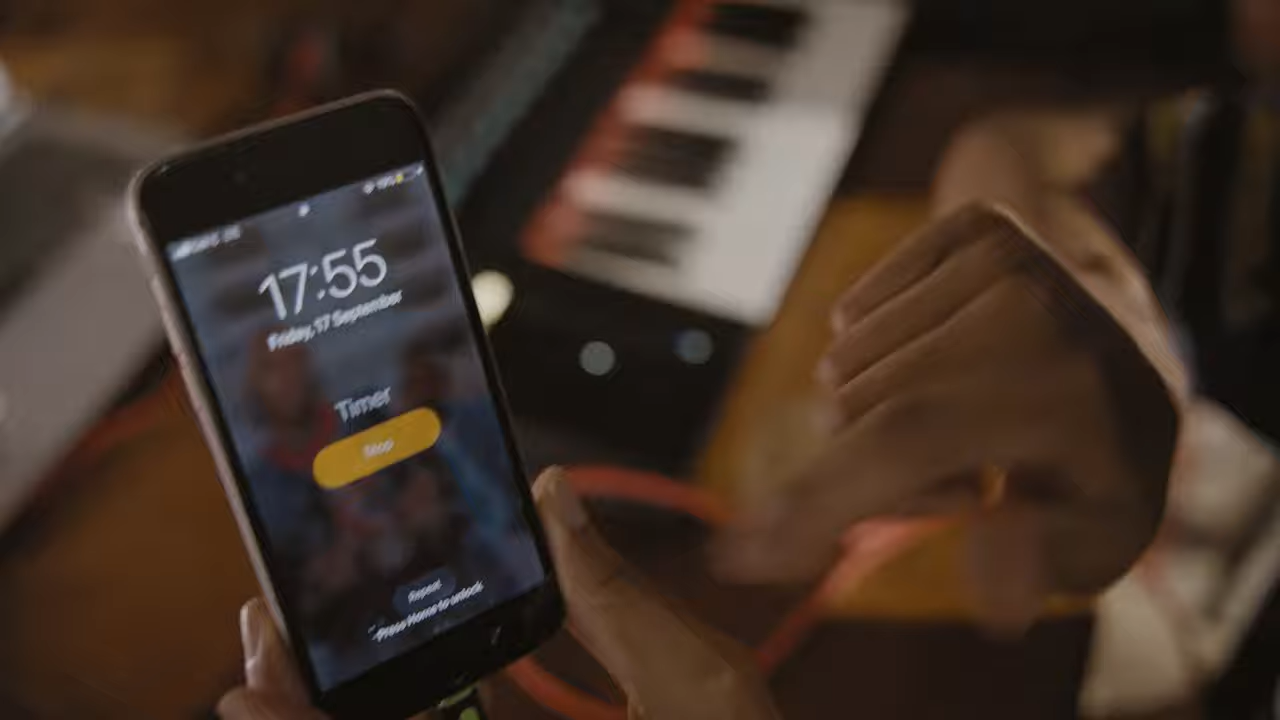 17:55
Friday, 17 September
Timer
Stop
Repeat
Press Home to unlock